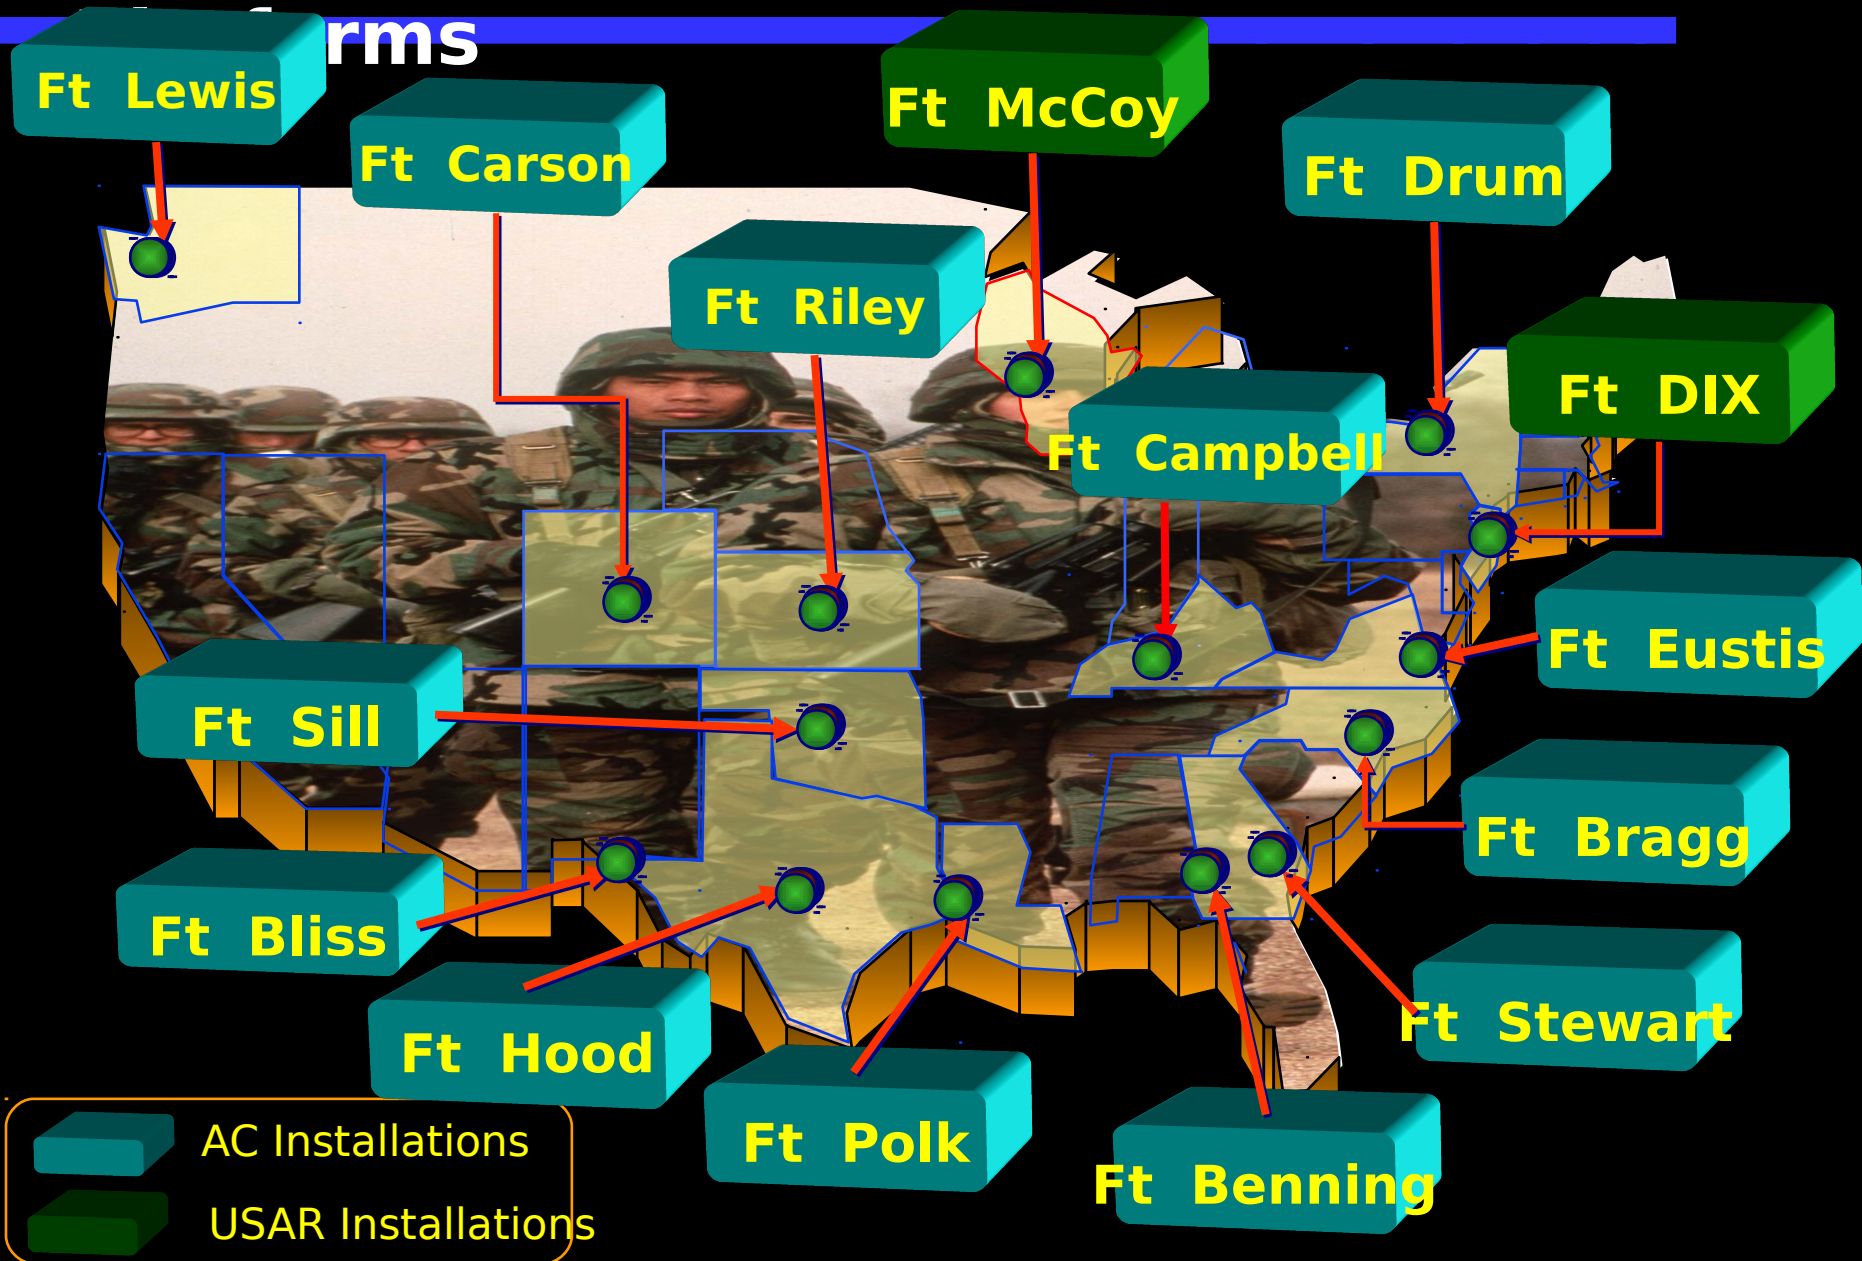 rms
Ft Lewis
Ft McCoy
Ft Carson
Ft Drum
Ft Riley
Ft DIX
Ft Campbell
Ft Eustis
Ft Sill
Ft Bragg
Ft Bliss
Ft Stewart
Ft Hood
Ft Polk
Ft Benning
AC Installations
USAR Installations